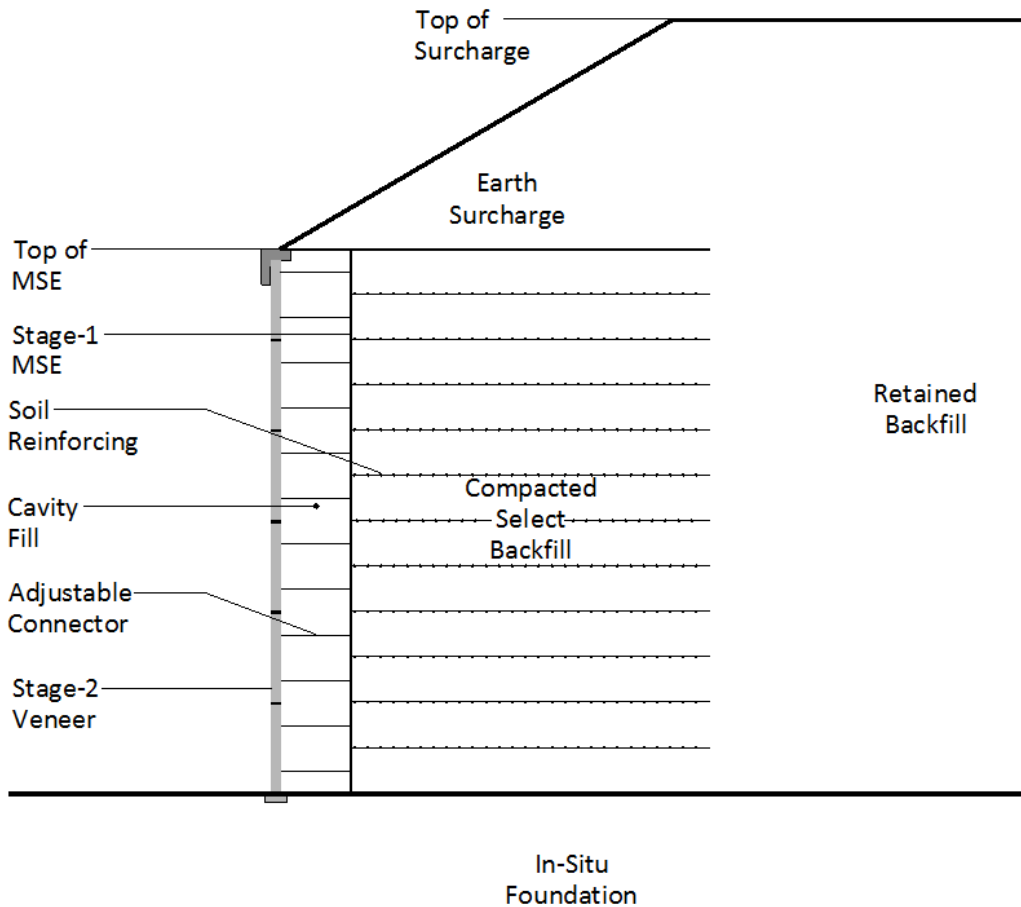 Top of
Surcharge
Earth
Surcharge
Top of
MSE
Stage-1
MSE
Retained
Backfill
Soil
Reinforcing
Compacted
Select
Backfill
Cavity
Fill
Adjustable
Connector
Stage-2
Veneer
In-Situ
Foundation